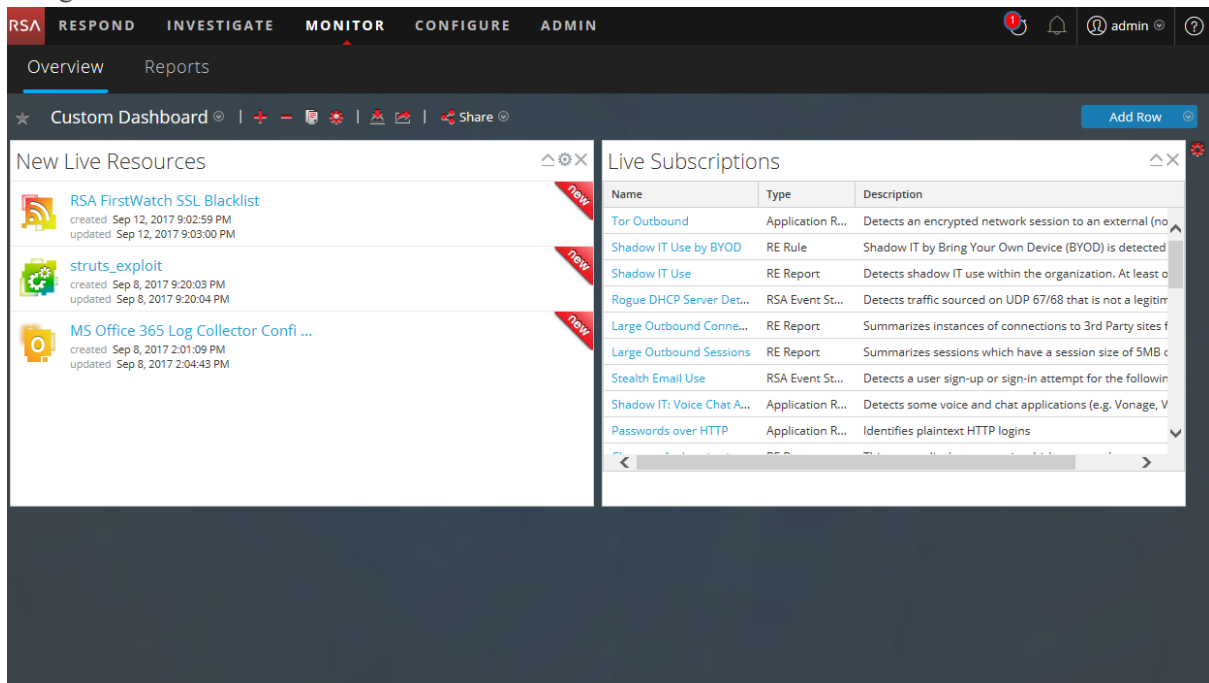 RSA RESPOND INVESTIGATE MONITOR CONFIGURE ADMIN 1 admin ?
Overview Reports
Custom Dashboard | + − | | Share Add Row
New Live Resources
RSA FirstWatch SSL Blacklist new
created Sep 12, 2017 9:02:59 PM
updated Sep 12, 2017 9:03:00 PM
struts_exploit new
created Sep 8, 2017 9:20:03 PM
updated Sep 8, 2017 9:20:04 PM
MS Office 365 Log Collector Confi ... new
created Sep 8, 2017 2:01:09 PM
updated Sep 8, 2017 2:04:43 PM
Live Subscriptions
Name Type Description
Tor Outbound Application R... Detects an encrypted network session to an external (no
Shadow IT Use by BYOD RE Rule Shadow IT by Bring Your Own Device (BYOD) is detected
Shadow IT Use RE Report Detects shadow IT use within the organization. At least o
Rogue DHCP Server Det... RSA Event St... Detects traffic sourced on UDP 67/68 that is not a legitim
Large Outbound Conne... RE Report Summarizes instances of connections to 3rd Party sites f
Large Outbound Sessions RE Report Summarizes sessions which have a session size of 5MB
Stealth Email Use RSA Event St... Detects a user sign-up or sign-in attempt for the followin
Shadow IT: Voice Chat A... Application R... Detects some voice and chat applications (e.g. Vonage, V
Passwords over HTTP Application R... Identifies plaintext HTTP logins